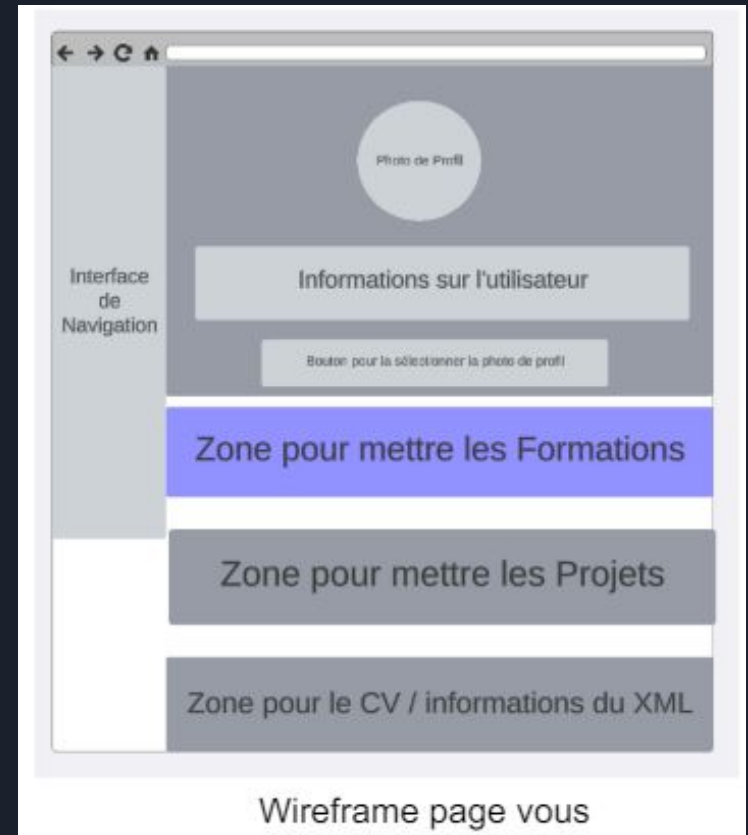 Photo de Profil
Interface
de
Navigation
Informations sur l'utilisateur
Bouton pour la sélectionner la photo de profil
Zone pour mettre les Formations
Zone pour mettre les Projets
Zone pour le CV / informations du XML
Wireframe page vous